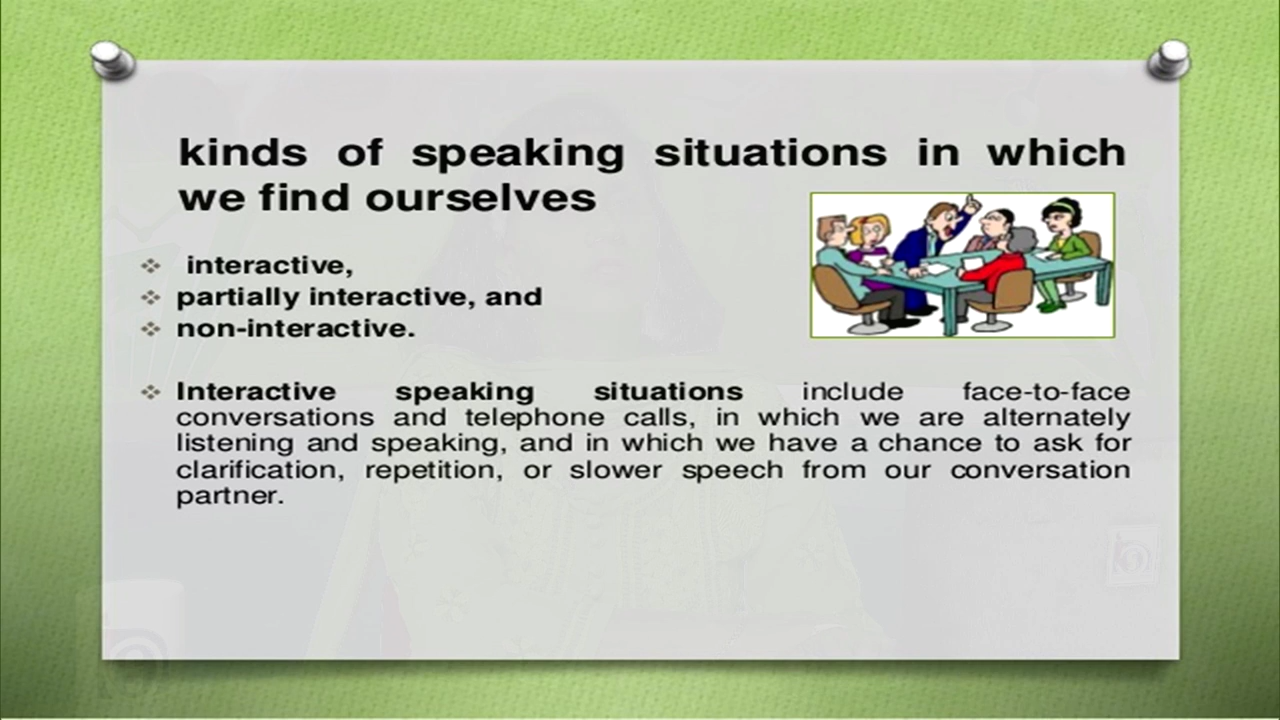 kinds of speaking situations in which
we find ourselves
interactive,
partially interactive, and
non-interactive.
Interactive speaking situations include face-to-face
conversations and telephone calls, in which we are alternately
listening and speaking, and in which we have a chance to ask for
clarification, repetition, or slower speech from our conversation
partner.